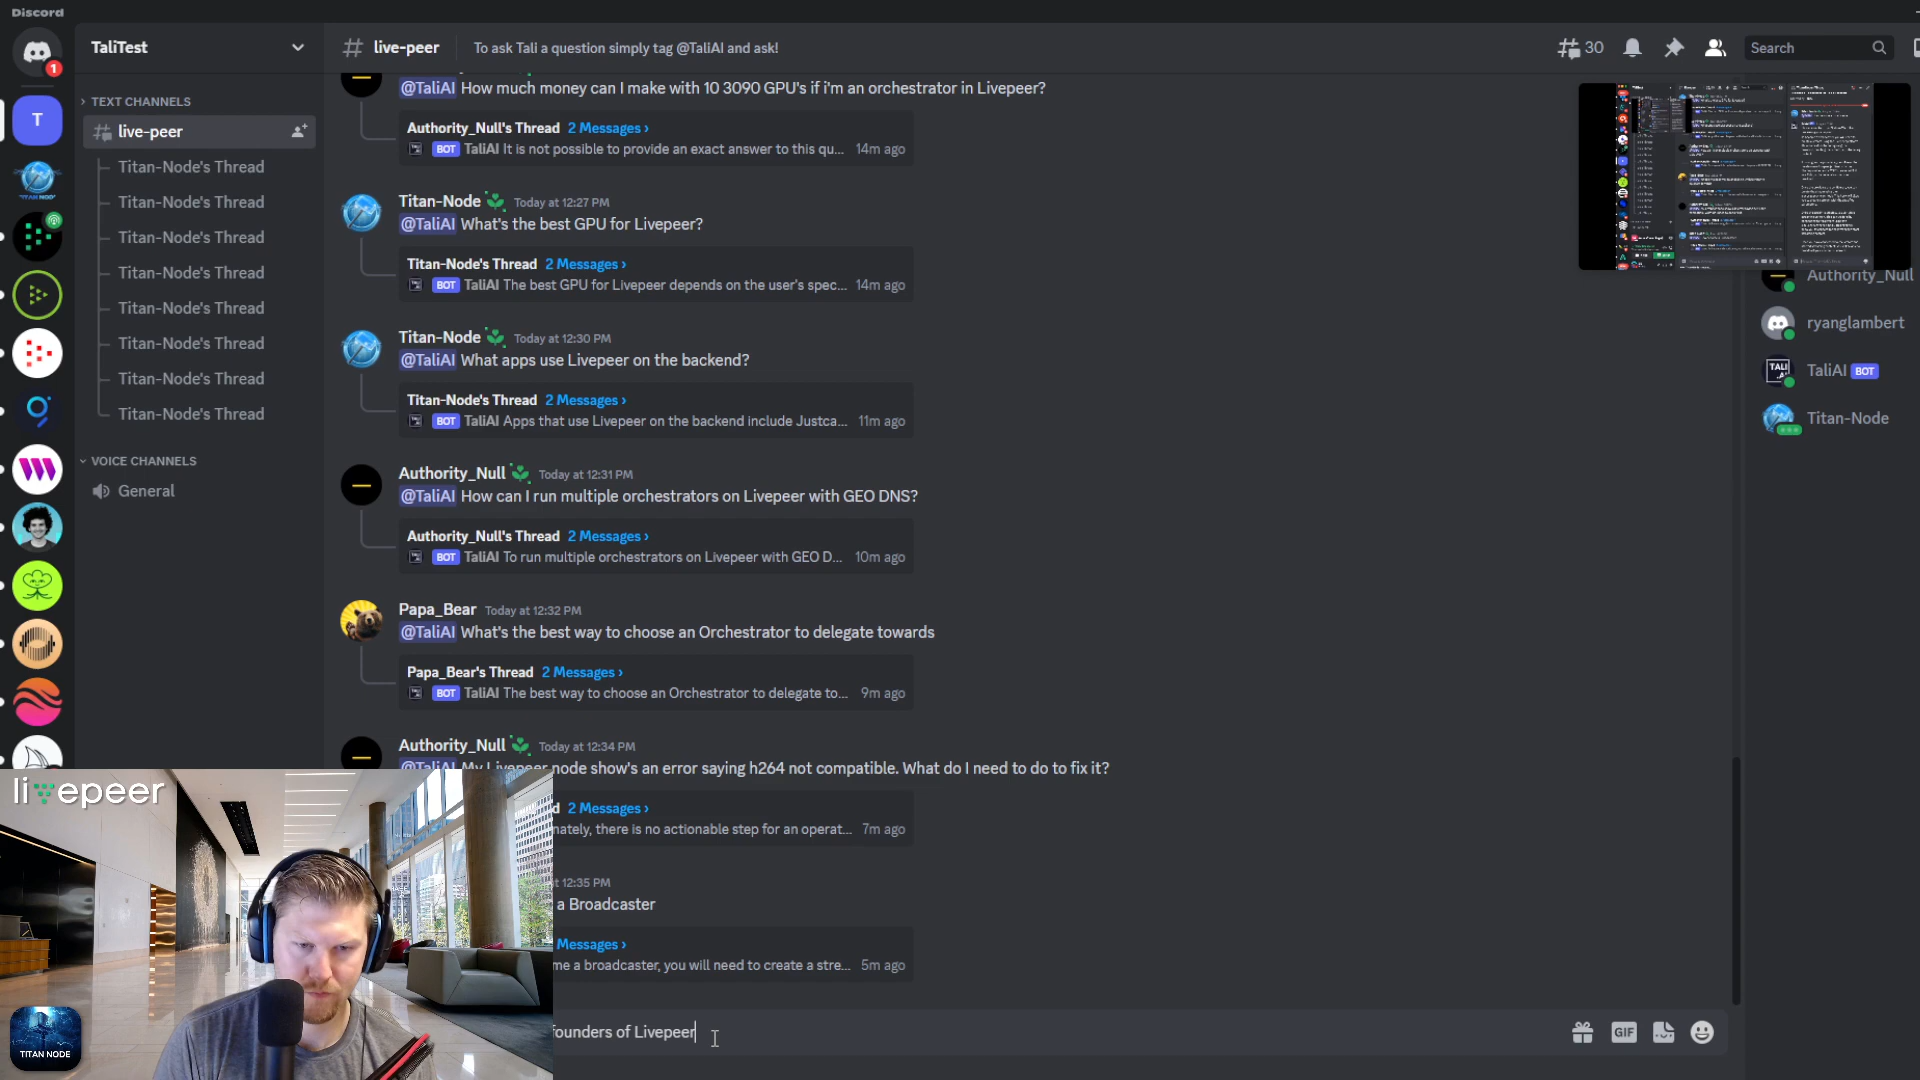 Discord
1
TaliTest
live-peer
To ask Tali a question simply tag @TaliAI and ask!
30
Search
TEXT CHANNELS
live-peer
Titan-Node's Thread
Titan-Node's Thread
Titan-Node's Thread
Titan-Node's Thread
Titan-Node's Thread
Titan-Node's Thread
Titan-Node's Thread
Titan-Node's Thread
VOICE CHANNELS
General
T
@TaliAI How much money can I make with 10 3090 GPU's if i'm an orchestrator in Livepeer?
Authority_Null's Thread 2 Messages ›
BOT TaliAI It is not possible to provide an exact answer to this qu... 14m ago
Titan-Node Today at 12:27 PM
@TaliAI What's the best GPU for Livepeer?
Titan-Node's Thread 2 Messages ›
BOT TaliAI The best GPU for Livepeer depends on the user's spec... 14m ago
Titan-Node Today at 12:30 PM
@TaliAI What apps use Livepeer on the backend?
Titan-Node's Thread 2 Messages ›
BOT TaliAI Apps that use Livepeer on the backend include Justca... 11m ago
Authority_Null Today at 12:31 PM
@TaliAI How can I run multiple orchestrators on Livepeer with GEO DNS?
Authority_Null's Thread 2 Messages ›
BOT TaliAI To run multiple orchestrators on Livepeer with GEO D... 10m ago
Papa_Bear Today at 12:32 PM
@TaliAI What's the best way to choose an Orchestrator to delegate towards
Papa_Bear's Thread 2 Messages ›
BOT TaliAI The best way to choose an Orchestrator to delegate to... 9m ago
Authority_Null Today at 12:34 PM
@TaliAI My Livepeer node show's an error saying h264 not compatible. What do I need to do to fix it?
d 2 Messages ›
nately, there is no actionable step for an operat... 7m ago
t 12:35 PM
a Broadcaster
Messages ›
me a broadcaster, you will need to create a stre... 5m ago
founders of Livepeer
GIF
Authority_Null
ryanglambert
TaliAI BOT
Titan-Node
livepeer
TITAN NODE